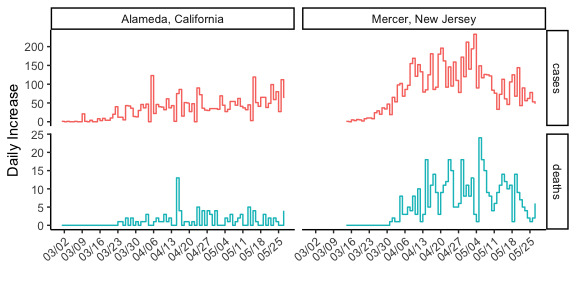 Alameda, California
Mercer, New Jersey
Daily Increase
200
150
100
50
0
cases
25
20
15
10
5
0
deaths
03/02 03/09 03/16 03/23 03/30 04/06 04/13 04/20 04/27 05/04 05/11 05/18 05/25
03/02 03/09 03/16 03/23 03/30 04/06 04/13 04/20 04/27 05/04 05/11 05/18 05/25